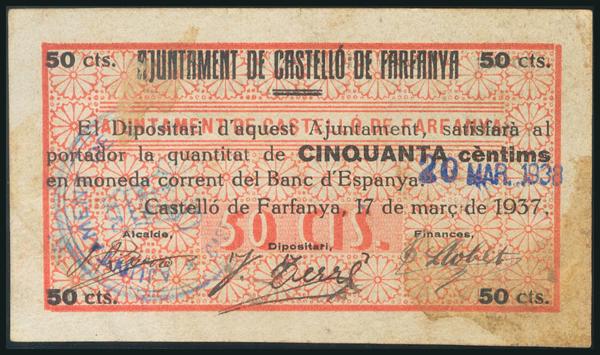 50 cts. AJUNTAMENT DE CASTELLÓ DE FARFANYA 50 cts.
AJUNTAMENT DE CASTELLÓ DE FARFANYA
El Dipositari d'aquest Ajuntament, satisfarà al
portador la quantitat de CINQUANTA cèntims
en moneda corrent del Banc d'Espanya.
20 MAR. 1938
Castelló de Farfanya, 17 de març de 1937.
50 CTS.
Alcalde, Dipositari, Finances,
50 cts. 50 cts.